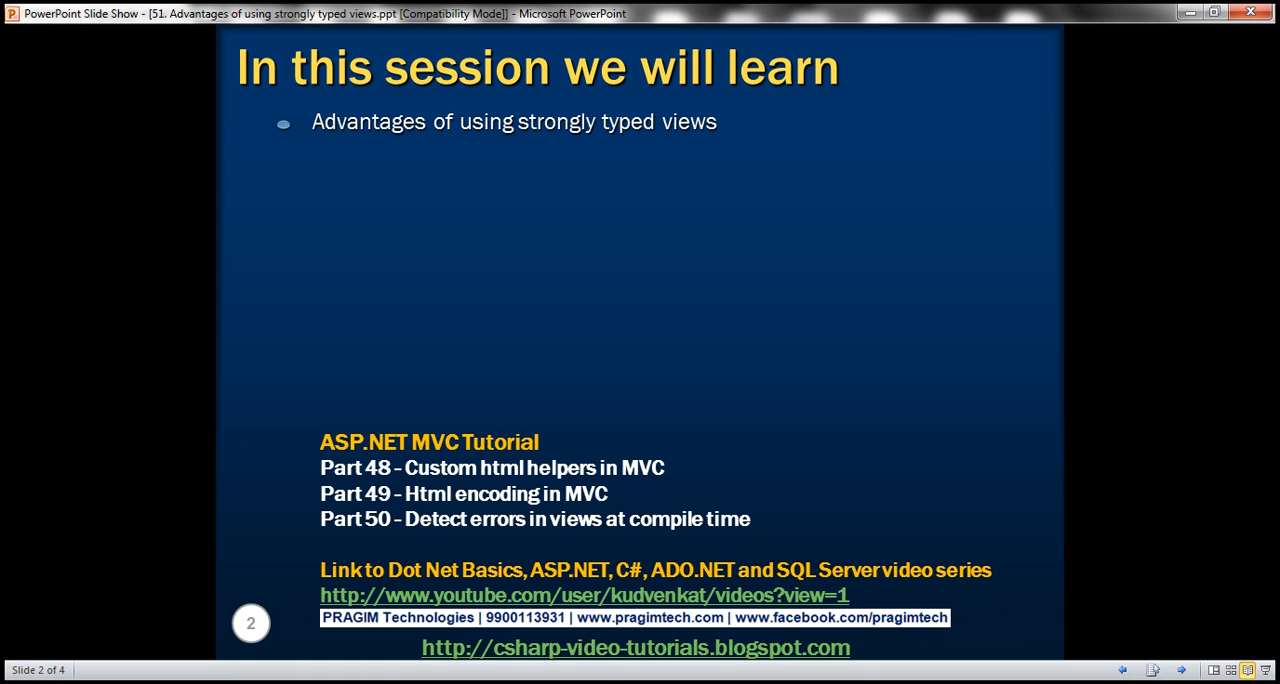 PowerPoint Slide Show - [51. Advantages of using strongly typed views.ppt [Compatibility Mode]] - Microsoft PowerPoint
In this session we will learn
Advantages of using strongly typed views
ASP.NET MVC Tutorial
Part 48 - Custom html helpers in MVC
Part 49 - Html encoding in MVC
Part 50 - Detect errors in views at compile time
Link to Dot Net Basics, ASP.NET, C#, ADO.NET and SQL Server video series
http://www.youtube.com/user/kudvenkat/videos?view=1
PRAGIM Technologies | 9900113931 | www.pragimtech.com | www.facebook.com/pragimtech
2
http://csharp-video-tutorials.blogspot.com
Slide 2 of 4